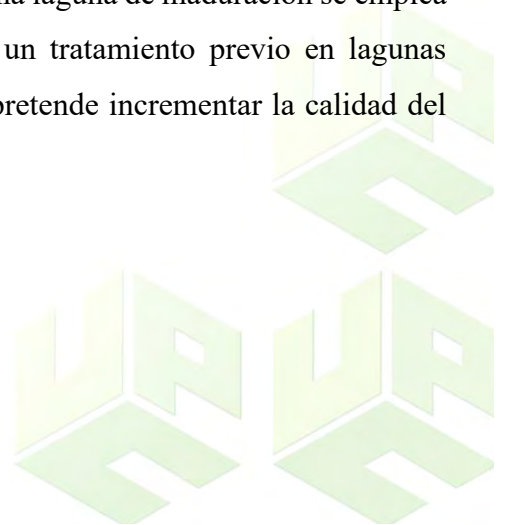 na laguna de maduración se emplea
un tratamiento previo en lagunas
pretende incrementar la calidad del